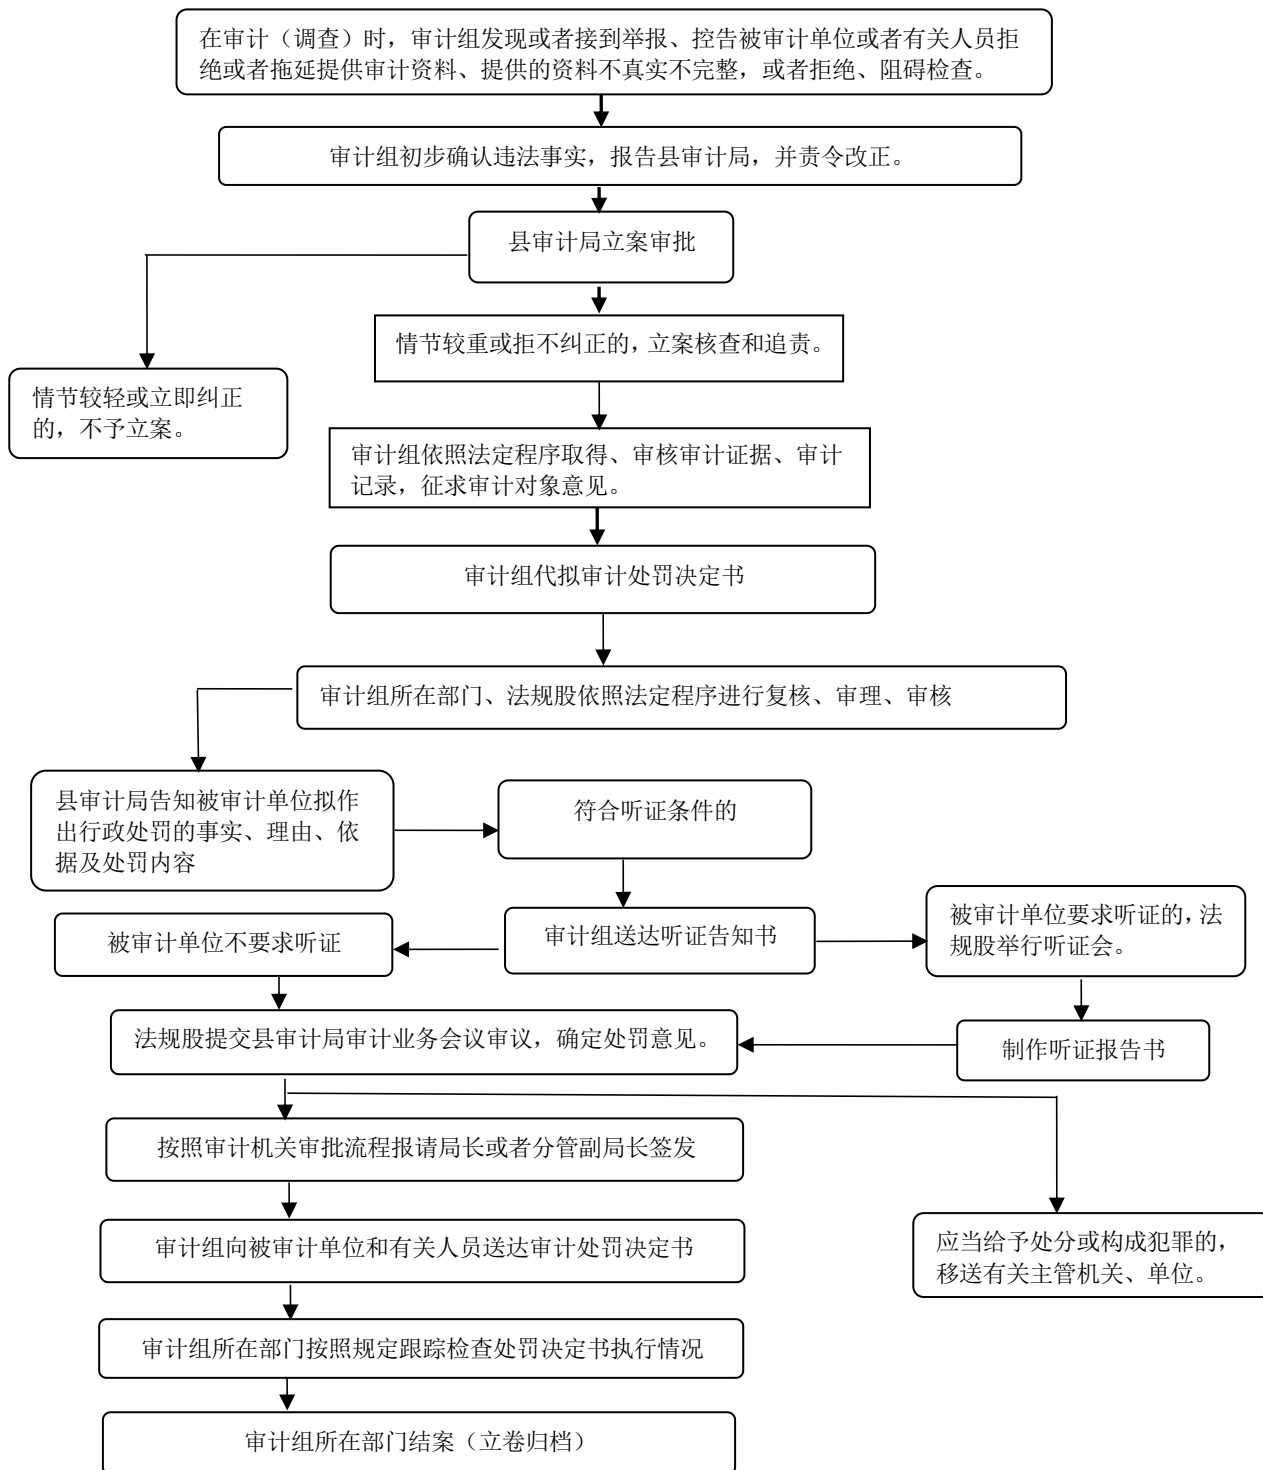 在审计（调查）时，审计组发现或者接到举报、控告被审计单位或者有关人员拒
绝或者拖延提供审计资料、提供的资料不真实不完整，或者拒绝、阻碍检查。
审计组初步确认违法事实，报告县审计局，并责令改正。
县审计局立案审批
情节较重或拒不纠正的，立案核查和追责。
情节较轻或立即纠正
的，不予立案。
审计组依照法定程序取得、审核审计证据、审计
记录，征求审计对象意见。
审计组代拟审计处罚决定书
审计组所在部门、法规股依照法定程序进行复核、审理、审核
县审计局告知被审计单位拟作
出行政处罚的事实、理由、依
据及处罚内容
符合听证条件的
审计组送达听证告知书
被审计单位不要求听证
被审计单位要求听证的，法
规股举行听证会。
制作听证报告书
法规股提交县审计局审计业务会议审议，确定处罚意见。
按照审计机关审批流程报请局长或者分管副局长签发
审计组向被审计单位和有关人员送达审计处罚决定书
应当给予处分或构成犯罪的，
移送有关主管机关、单位。
审计组所在部门按照规定跟踪检查处罚决定书执行情况
审计组所在部门结案（立卷归档）